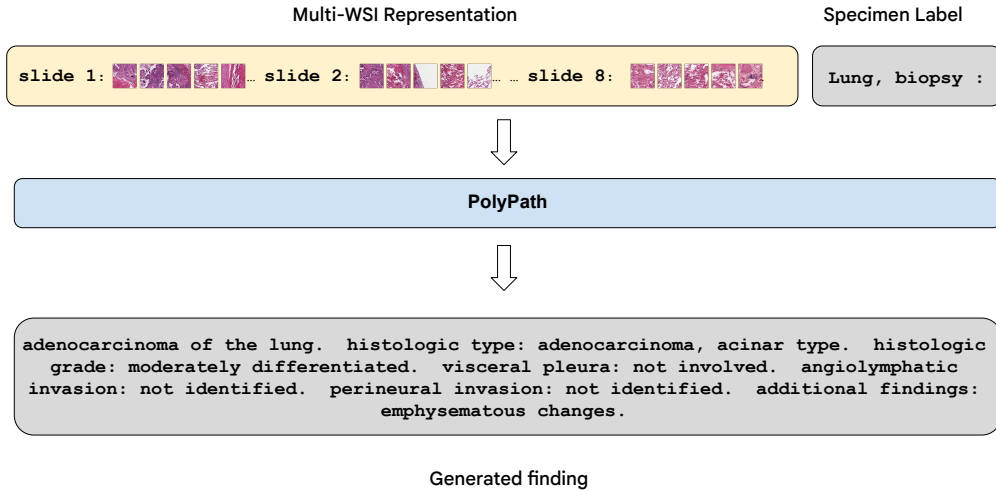 Multi-WSI Representation
Specimen Label
slide 1: … slide 2: … … slide 8: …
Lung, biopsy :
PolyPath
adenocarcinoma of the lung. histologic type: adenocarcinoma, acinar type. histologic
grade: moderately differentiated. visceral pleura: not involved. angiolymphatic
invasion: not identified. perineural invasion: not identified. additional findings:
emphysematous changes.
Generated finding